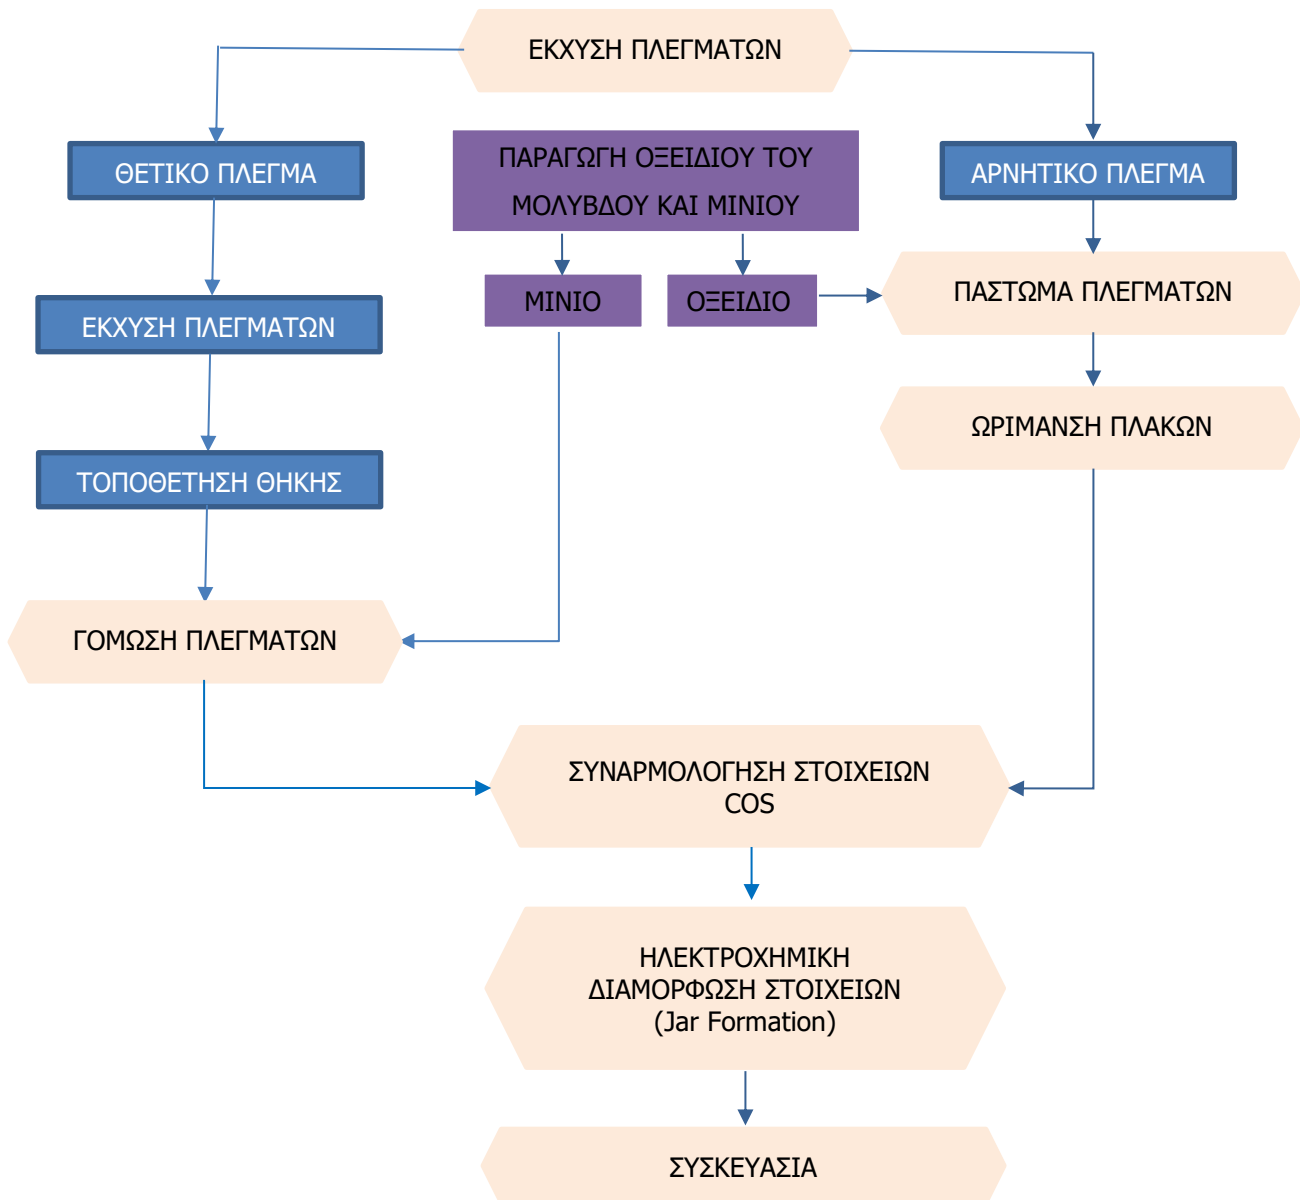 ΕΚΧΥΣΗ ΠΛΕΓΜΑΤΩΝ
ΘΕΤΙΚΟ ΠΛΕΓΜΑ
ΠΑΡΑΓΩΓΗ ΟΞΕΙΔΙΟΥ ΤΟΥ
ΜΟΛΥΒΔΟΥ ΚΑΙ ΜΙΝΙΟΥ
ΑΡΝΗΤΙΚΟ ΠΛΕΓΜΑ
ΕΚΧΥΣΗ ΠΛΕΓΜΑΤΩΝ
ΜΙΝΙΟ
ΟΞΕΙΔΙΟ
ΠΑΣΤΩΜΑ ΠΛΕΓΜΑΤΩΝ
ΩΡΙΜΑΝΣΗ ΠΛΑΚΩΝ
ΤΟΠΟΘΕΤΗΣΗ ΘΗΚΗΣ
ΓΟΜΩΣΗ ΠΛΕΓΜΑΤΩΝ
ΣΥΝΑΡΜΟΛΟΓΗΣΗ ΣΤΟΙΧΕΙΩΝ
COS
ΗΛΕΚΤΡΟΧΗΜΙΚΗ
ΔΙΑΜΟΡΦΩΣΗ ΣΤΟΙΧΕΙΩΝ
(Jar Formation)
ΣΥΣΚΕΥΑΣΙΑ